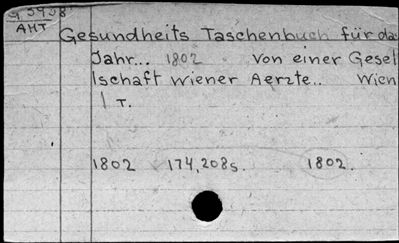 G 5958
AHT
Gesundheits Taschenbuch für das
Jahr... 1802 Von einer Gesel
lschaft wiener Aerzte.. Wien
1 T.
1802 174,208s. 1802.